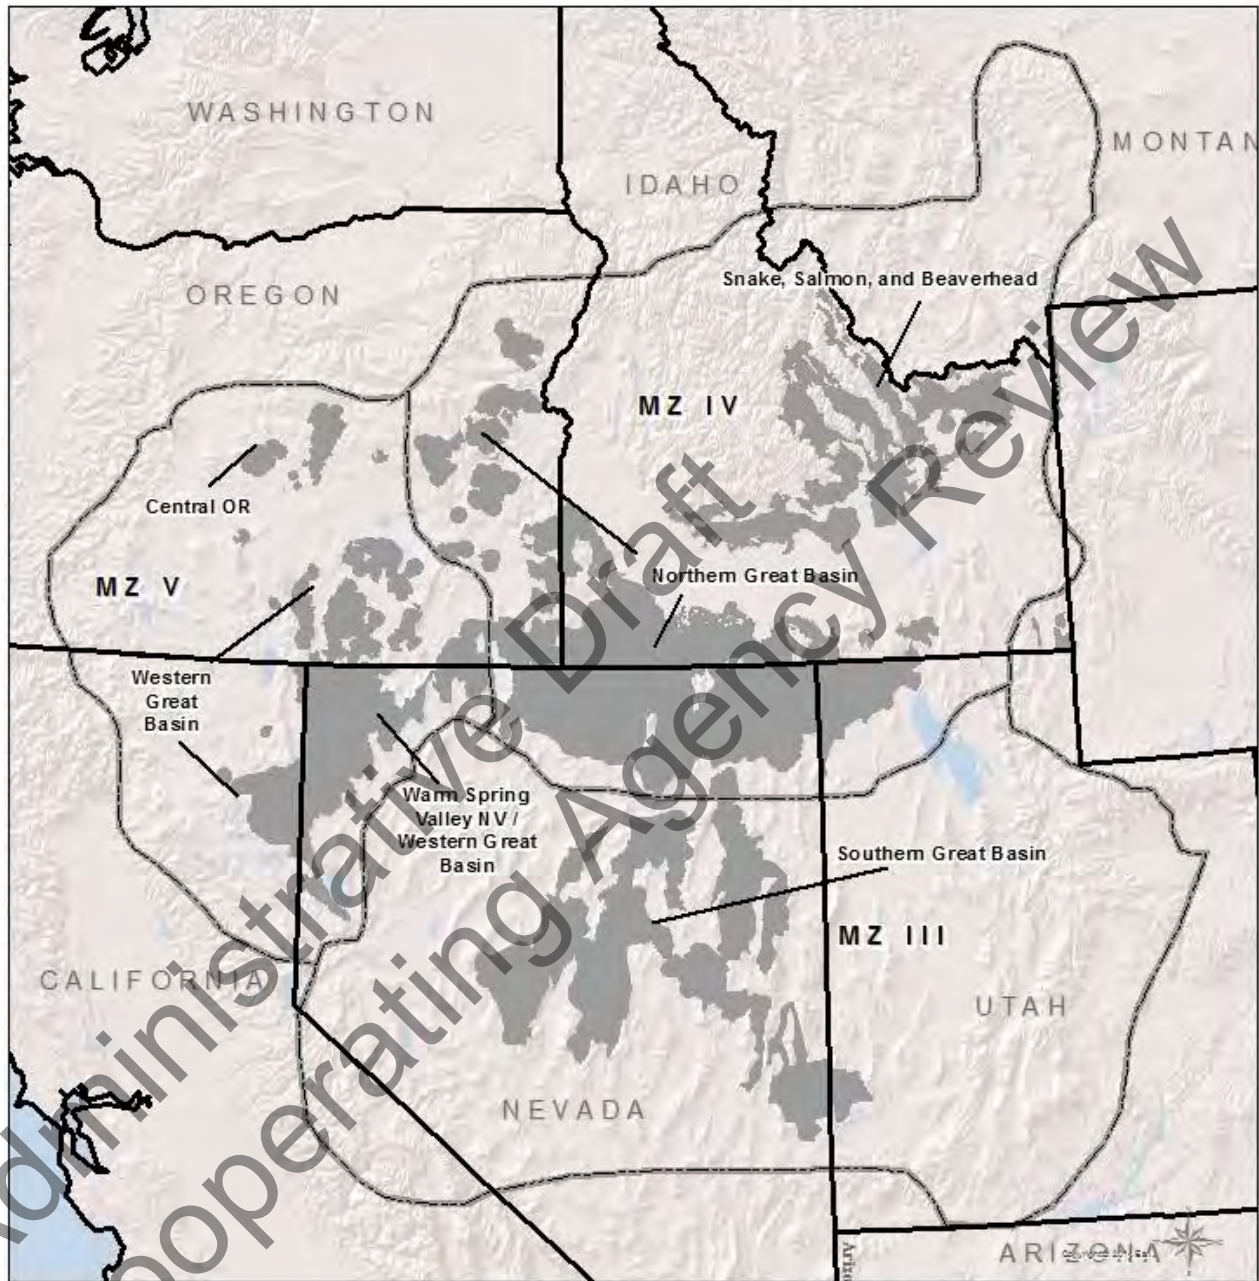 WASHINGTON
MONTAN
IDAHO
Snake, Salmon, and Beaverhead
OREGON
MZ IV
Central OR
Northern Great Basin
MZ V
Western
Great
Basin
Warm Spring
Valley NV /
Western Great
Basin
Southern Great Basin
MZ III
CALIFORNIA
UTAH
NEVADA
ARIZONA
Administrative Draft
Cooperating Agency Review